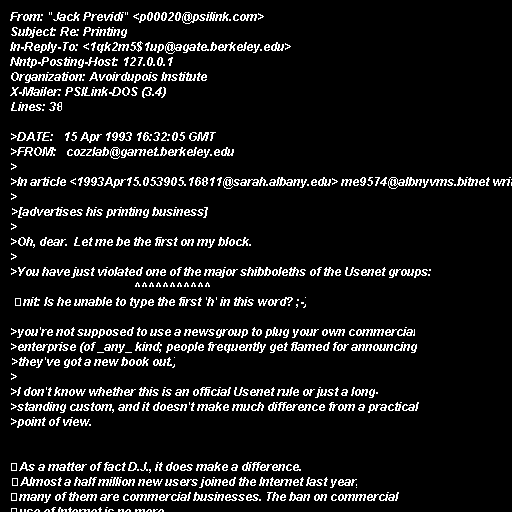 From: "Jack Previdi" <p00020@psilink.com>
Subject: Re: Printing
In-Reply-To: <1qk2m5$1up@agate.berkeley.edu>
Nntp-Posting-Host: 127.0.0.1
Organization: Avoirdupois Institute
X-Mailer: PSILink-DOS (3.4)
Lines: 38

>DATE:   15 Apr 1993 16:32:05 GMT
>FROM:   cozzlab@garnet.berkeley.edu
>
>In article <1993Apr15.053905.16811@sarah.albany.edu> me9574@albnyvms.bitnet writ
>
>[advertises his printing business]
>
>Oh, dear.  Let me be the first on my block.
>
>You have just violated one of the major shibboleths of the Usenet groups:
^^^^^^^^^^^
nit: Is he unable to type the first 'h' in this word? ;-)

>you're not supposed to use a newsgroup to plug your own commercial
>enterprise (of _any_ kind; people frequently get flamed for announcing
>they've got a new book out.)
>
>I don't know whether this is an official Usenet rule or just a long-
>standing custom, and it doesn't make much difference from a practical
>point of view.

As a matter of fact D.J., it does make a difference.
Almost a half million new users joined the Internet last year,
many of them are commercial businesses. The ban on commercial
use of Internet is no more.